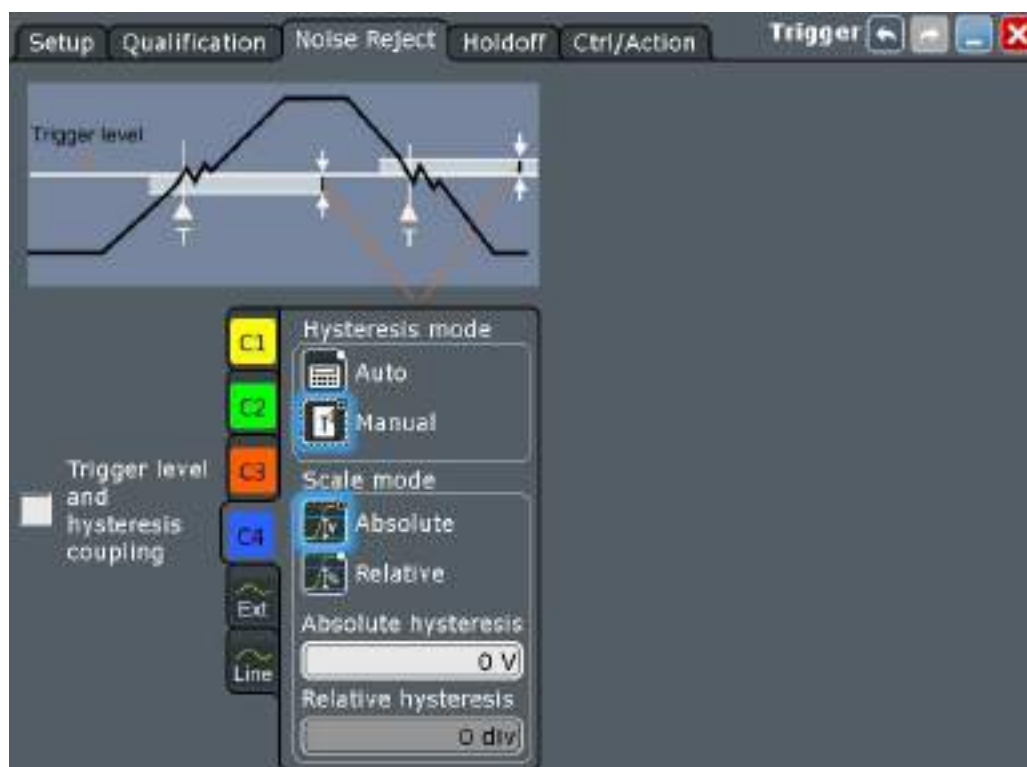 Setup Qualification Noise Reject Holdoff Ctrl/Action Trigger
Trigger level
T T
C1
C2
C3
C4
Ext
Line
Trigger level
and
hysteresis
coupling
Hysteresis mode
Auto
Manual
Scale mode
Absolute
Relative
Absolute hysteresis
0 V
Relative hysteresis
0 div